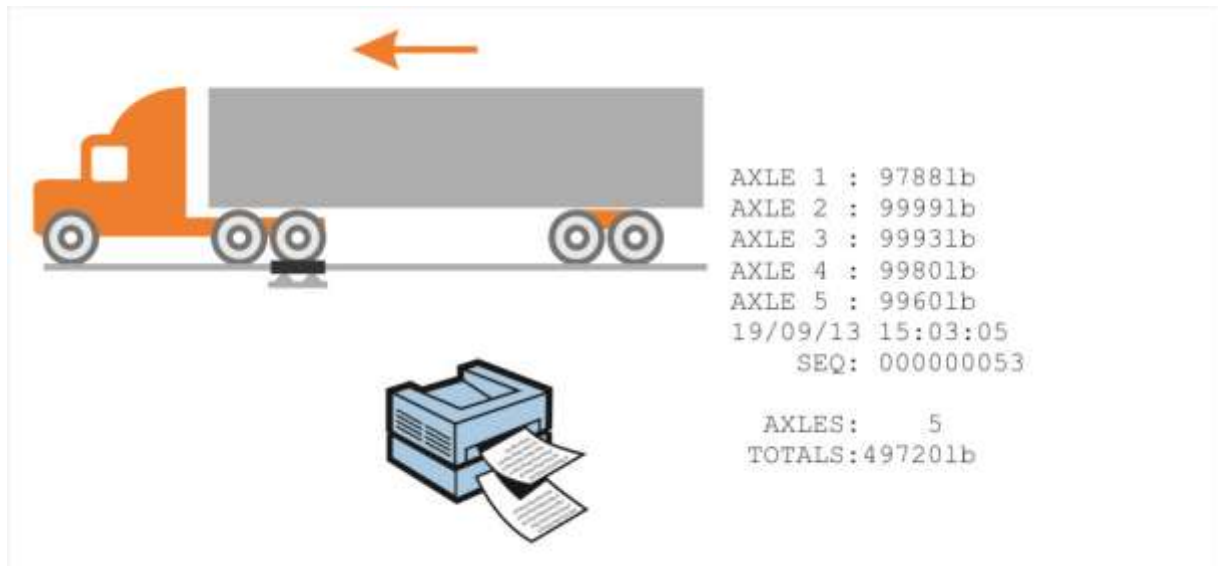 AXLE 1 : 9788lb
AXLE 2 : 9999lb
AXLE 3 : 9993lb
AXLE 4 : 9980lb
AXLE 5 : 9960lb
19/09/13 15:03:05
SEQ: 000000053
AXLES: 5
TOTALS:49720lb